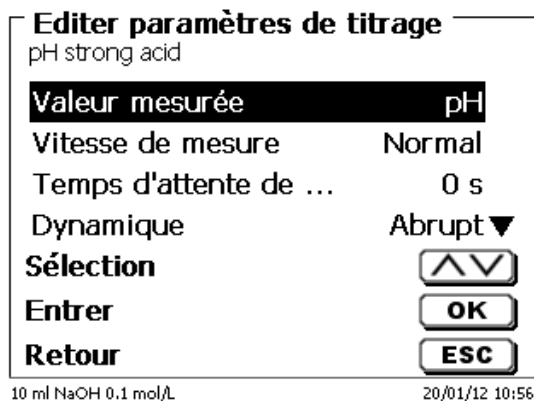 Editer paramètres de titrage
pH strong acid
Valeur mesurée pH
Vitesse de mesure Normal
Temps d'attente de ... 0 s
Dynamique Abrupt
Sélection
Entrer OK
Retour ESC
10 ml NaOH 0.1 mol/L 20/01/12 10:56